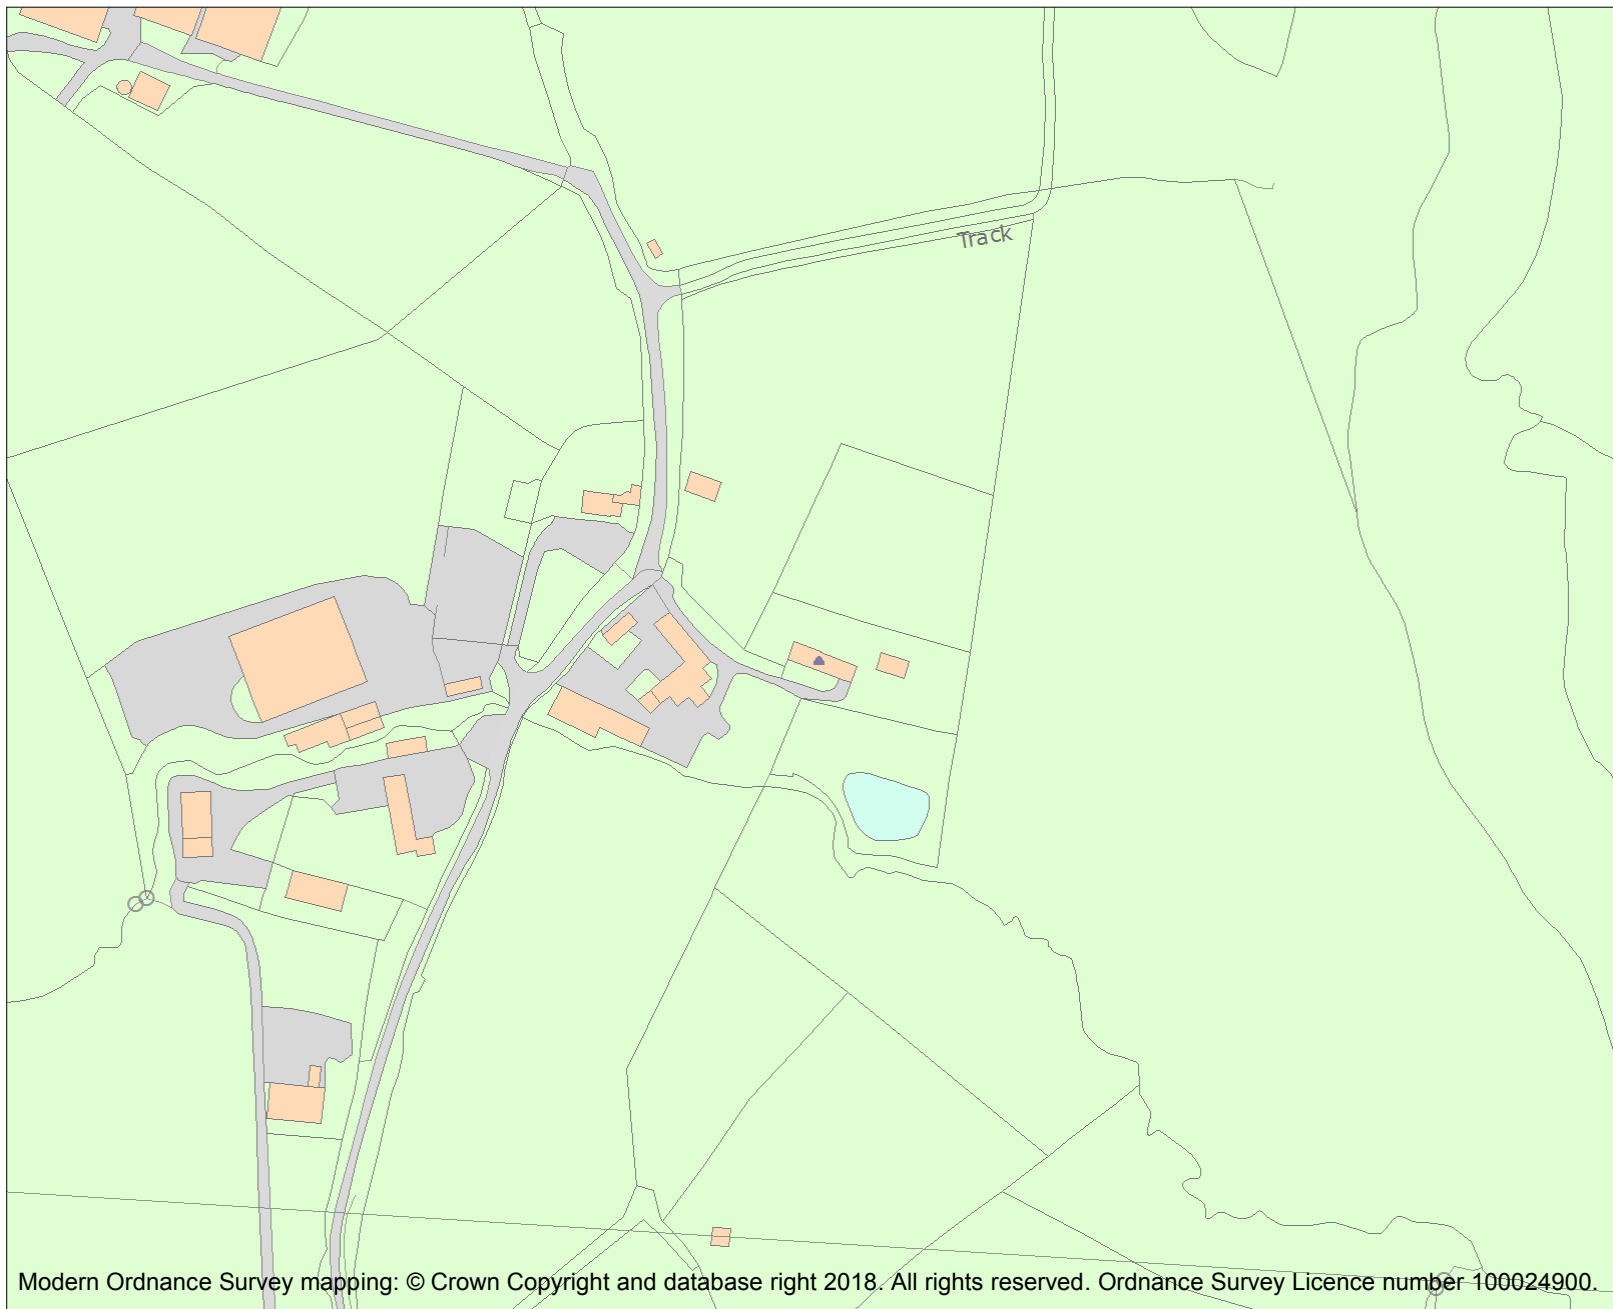 Track
Modern Ordnance Survey mapping: © Crown Copyright and database right 2018. All rights reserved. Ordnance Survey Licence number 100024900.